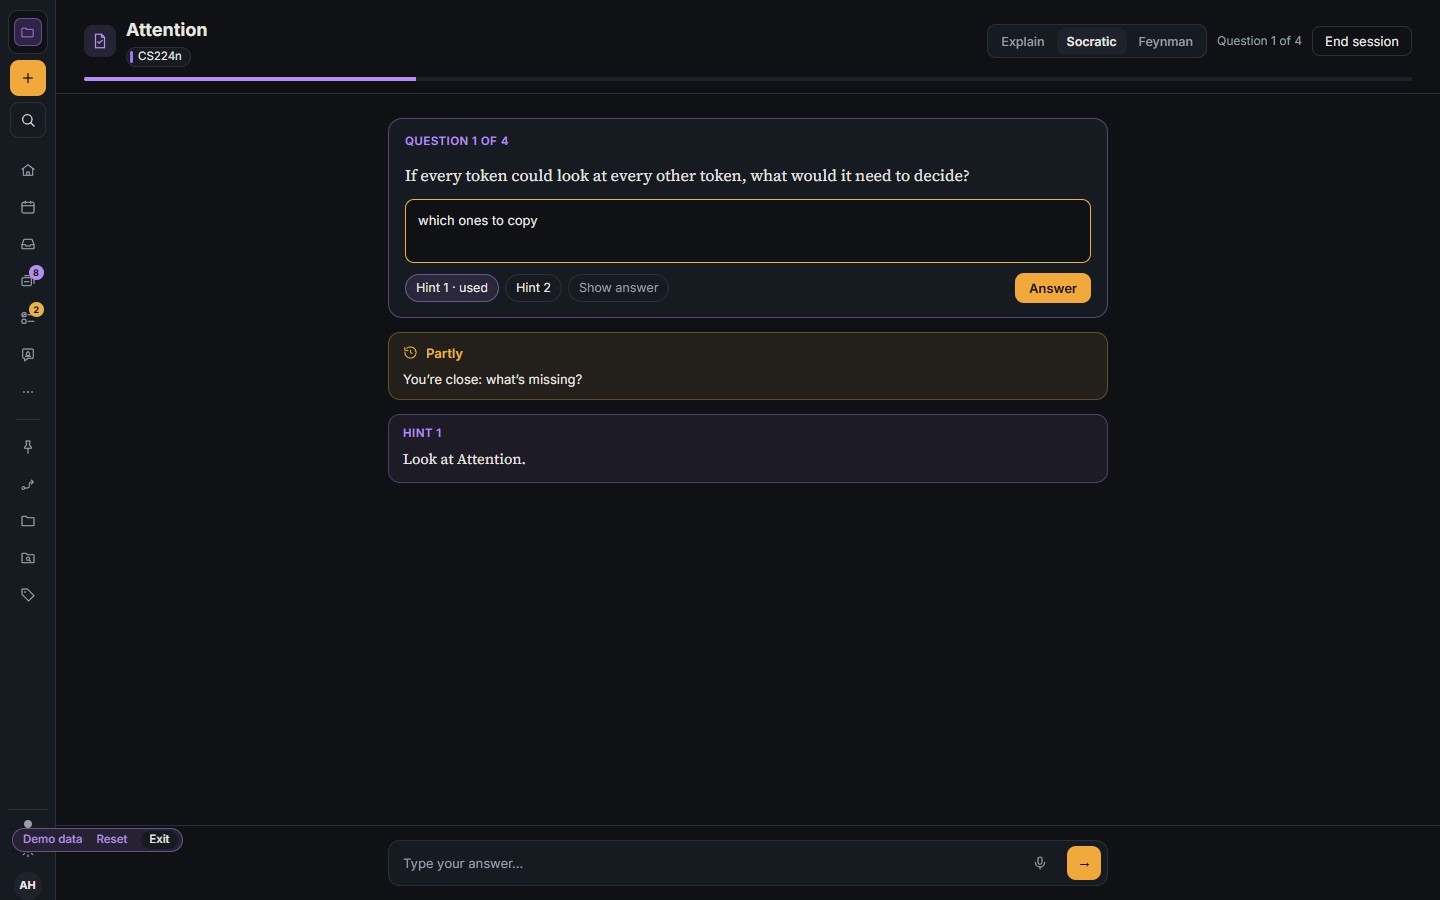 Attention
CS224n
Explain
Socratic
Feynman
Question 1 of 4
End session
QUESTION 1 OF 4
If every token could look at every other token, what would it need to decide?
which ones to copy
Hint 1 · used
Hint 2
Show answer
Answer
Partly
You’re close: what’s missing?
HINT 1
Look at Attention.
8
2
Demo data
Reset
Exit
AH
Type your answer...
→